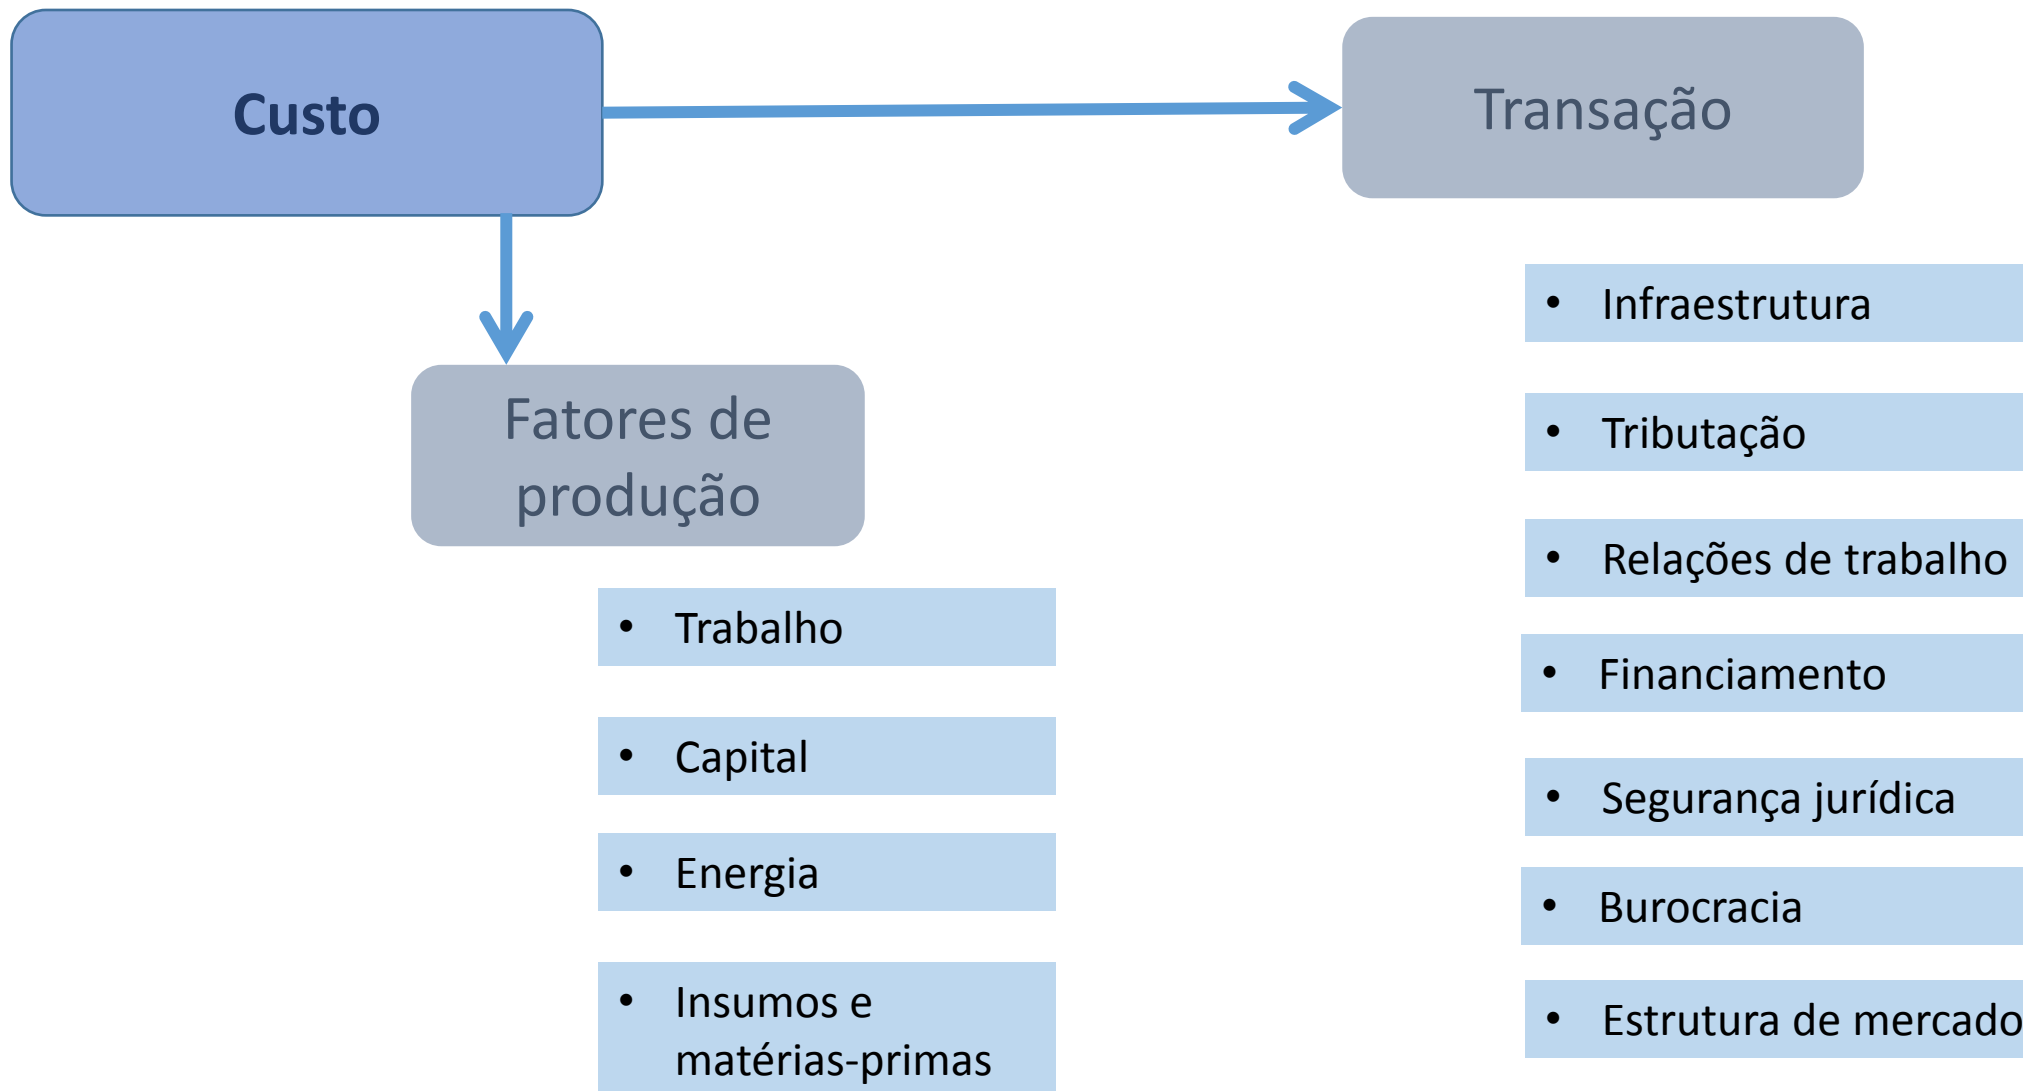 Custo
Transação
Fatores de
produção
• Trabalho
• Capital
• Energia
• Insumos e
matérias-primas
• Infraestrutura
• Tributação
• Relações de trabalho
• Financiamento
• Segurança jurídica
• Burocracia
• Estrutura de mercado